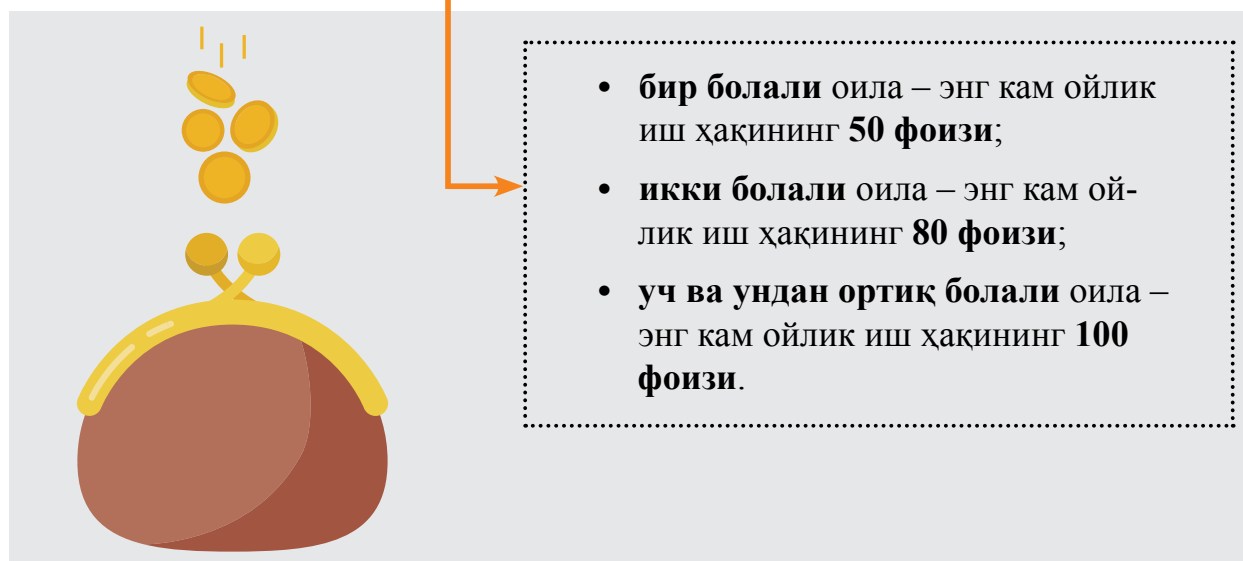 • бир болали оила – энг кам ойлик
иш ҳақининг 50 фоизи;
• икки болали оила – энг кам ой-
лик иш ҳақининг 80 фоизи;
• уч ва ундан ортиқ болали оила –
энг кам ойлик иш ҳақининг 100
фоизи.